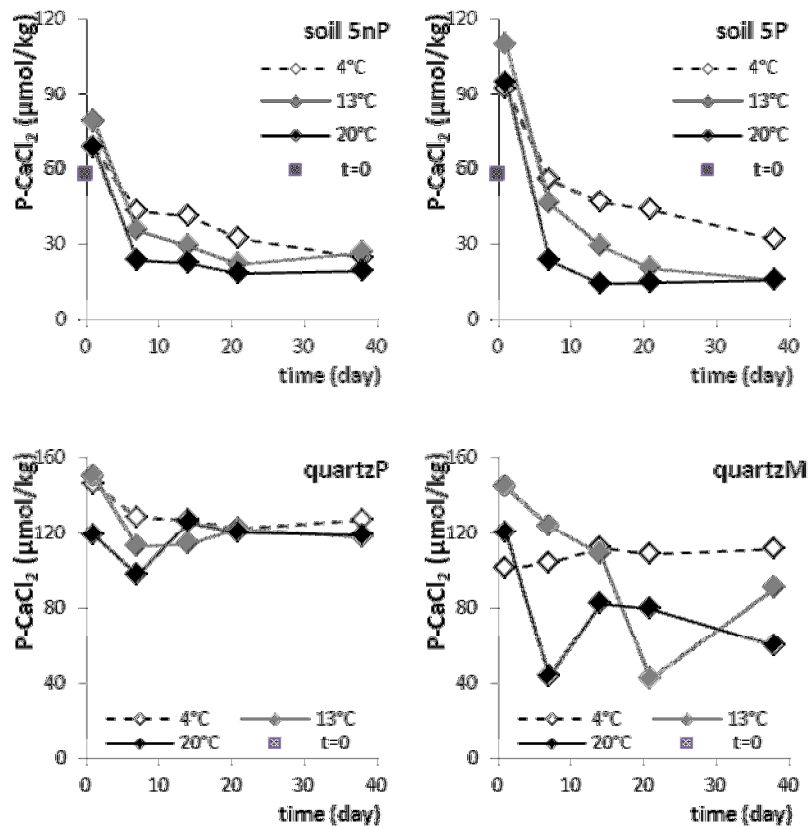 soil 5nP
P-CaCl₂ (µmol/kg)
120
90
60
30
0
4°C
13°C
20°C
t=0
0 10 20 30 40
time (day)
soil 5P
P-CaCl₂ (µmol/kg)
120
90
60
30
0
4°C
13°C
20°C
t=0
0 10 20 30 40
time (day)
quartzP
P-CaCl₂ (µmol/kg)
160
120
80
40
0
4°C 13°C
20°C t=0
0 10 20 30 40
time (day)
quartzM
P-CaCl₂ (µmol/kg)
160
120
80
40
0
4°C 13°C
20°C t=0
0 10 20 30 40
time (day)